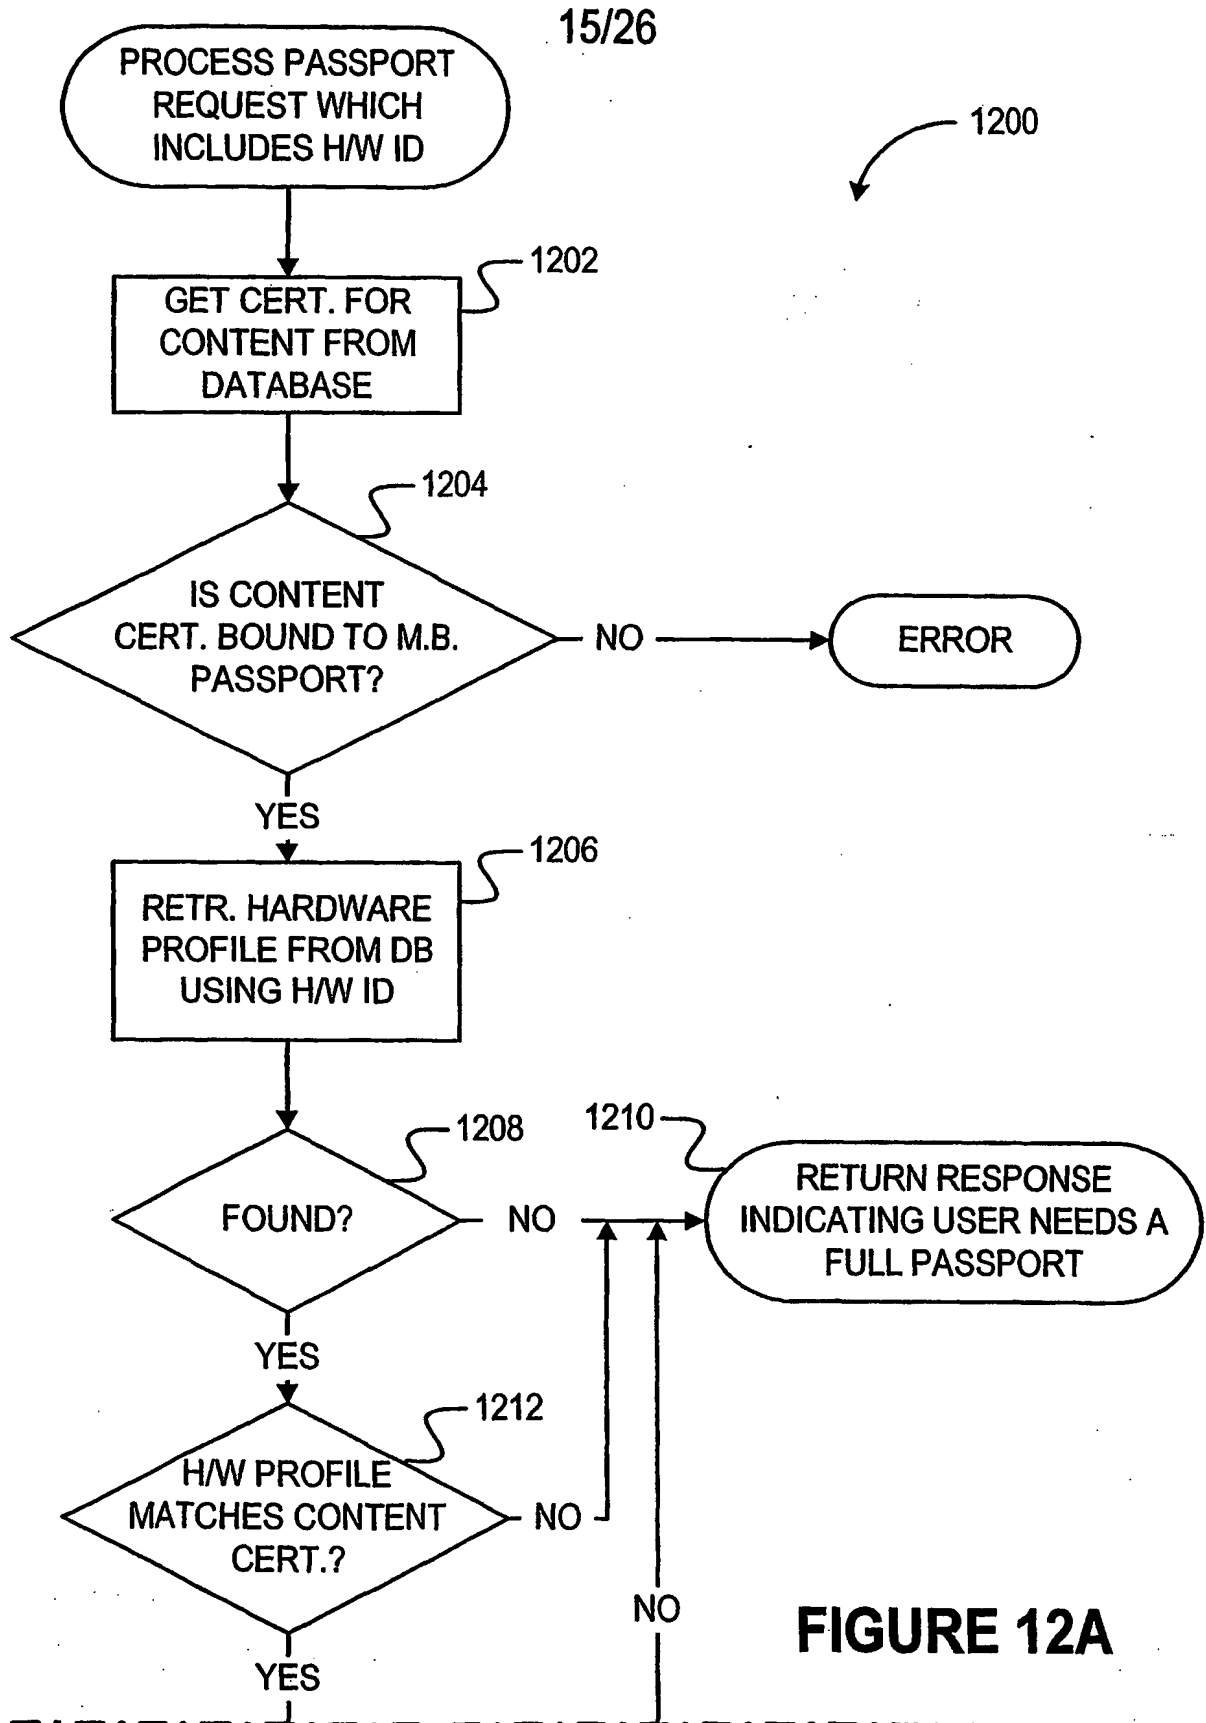 15/26
PROCESS PASSPORT
REQUEST WHICH
INCLUDES H/W ID
1200
1202
GET CERT. FOR
CONTENT FROM
DATABASE
1204
IS CONTENT
CERT. BOUND TO M.B.
PASSPORT?
NO
ERROR
YES
1206
RETR. HARDWARE
PROFILE FROM DB
USING H/W ID
1208
FOUND?
NO
1210
RETURN RESPONSE
INDICATING USER NEEDS A
FULL PASSPORT
YES
1212
H/W PROFILE
MATCHES CONTENT
CERT.?
NO
NO
YES
FIGURE 12A